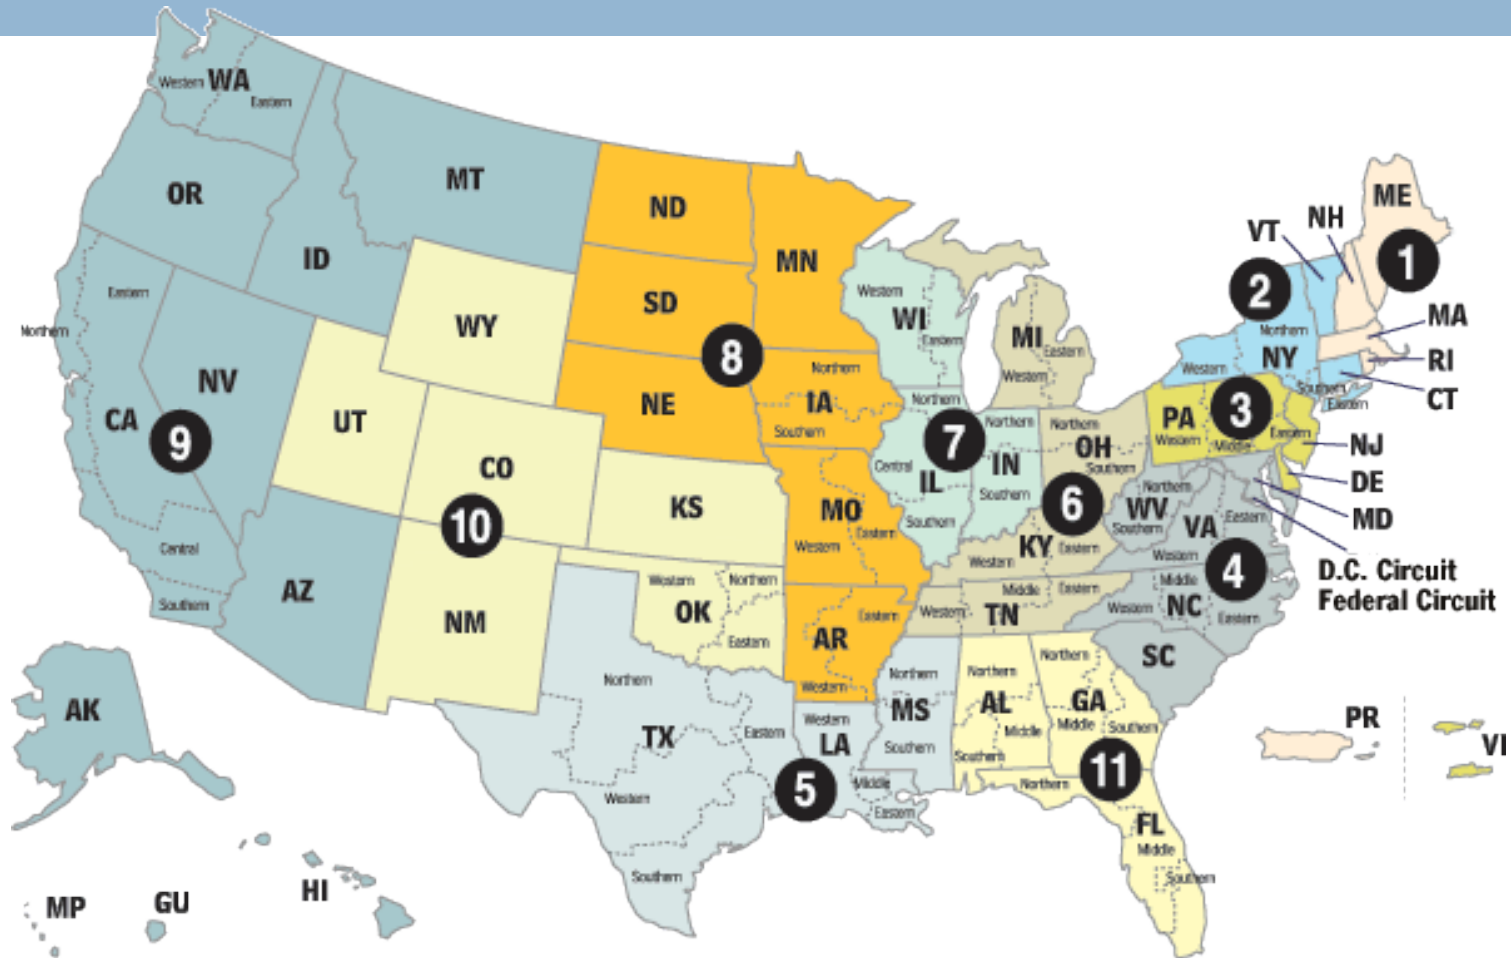 WA
Western
Eastern
OR
MT
ID
ND
MN
SD
WY
NE
8
Northern
IA
Southern
Eastern
Northern
NV
CA
9
UT
CO
10
KS
Central
Southern
AZ
NM
Western
Northern
OK
Eastern
MO
Eastern
Western
Eastern
AR
Western
Western
WI
Eastern
MI
Eastern
Western
Northern
7
Central
IL
Southern
Northern
IN
Southern
Northern
OH
Southern
6
Western
KY
Eastern
Western
Middle
Eastern
TN
ME
NH
VT
1
2
Northern
NY
Western
Southern
Eastern
MA
RI
CT
PA
3
Western
Middle
Eastern
NJ
DE
MD
D.C. Circuit
Federal Circuit
Northern
WV
Southern
VA
Eastern
Western
4
Western
Middle
NC
Eastern
SC
Northern
TX
Eastern
Western
Southern
Western
LA
Middle
Eastern
5
Northern
MS
Southern
Northern
AL
Middle
Southern
Northern
GA
Middle
Southern
11
Northern
FL
Middle
Southern
AK
HI
MP
GU
PR
VI